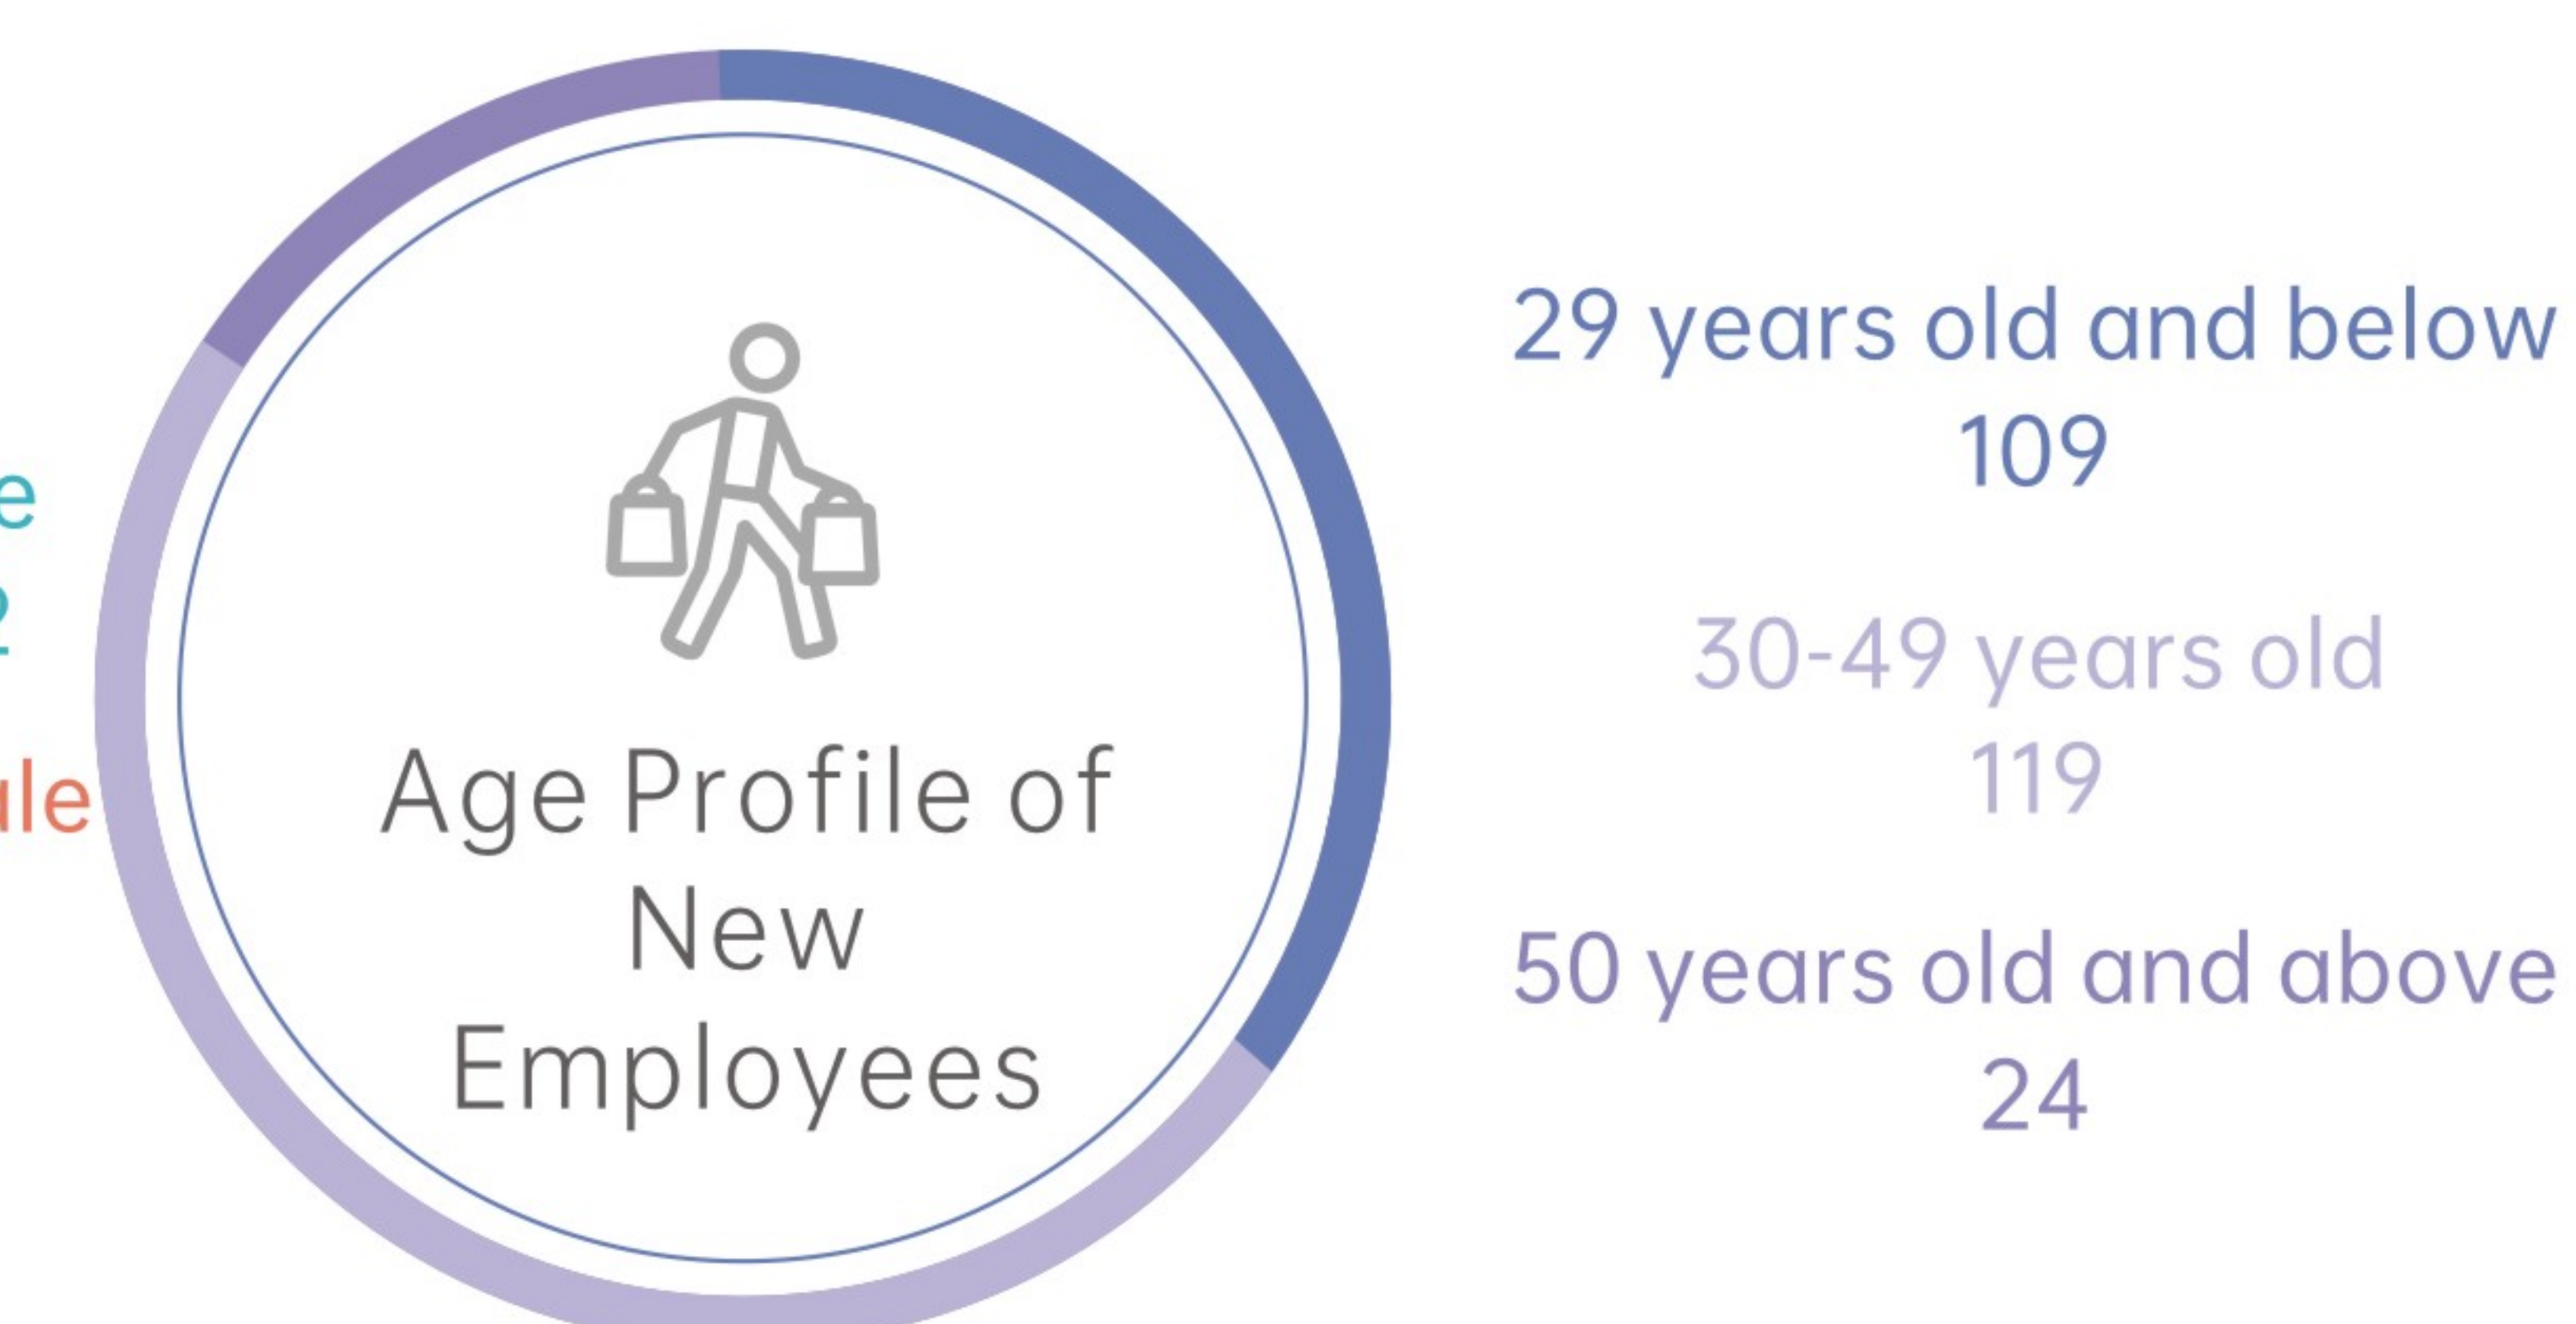 Age Profile of
New
Employees
29 years old and below
109
30-49 years old
119
50 years old and above
24